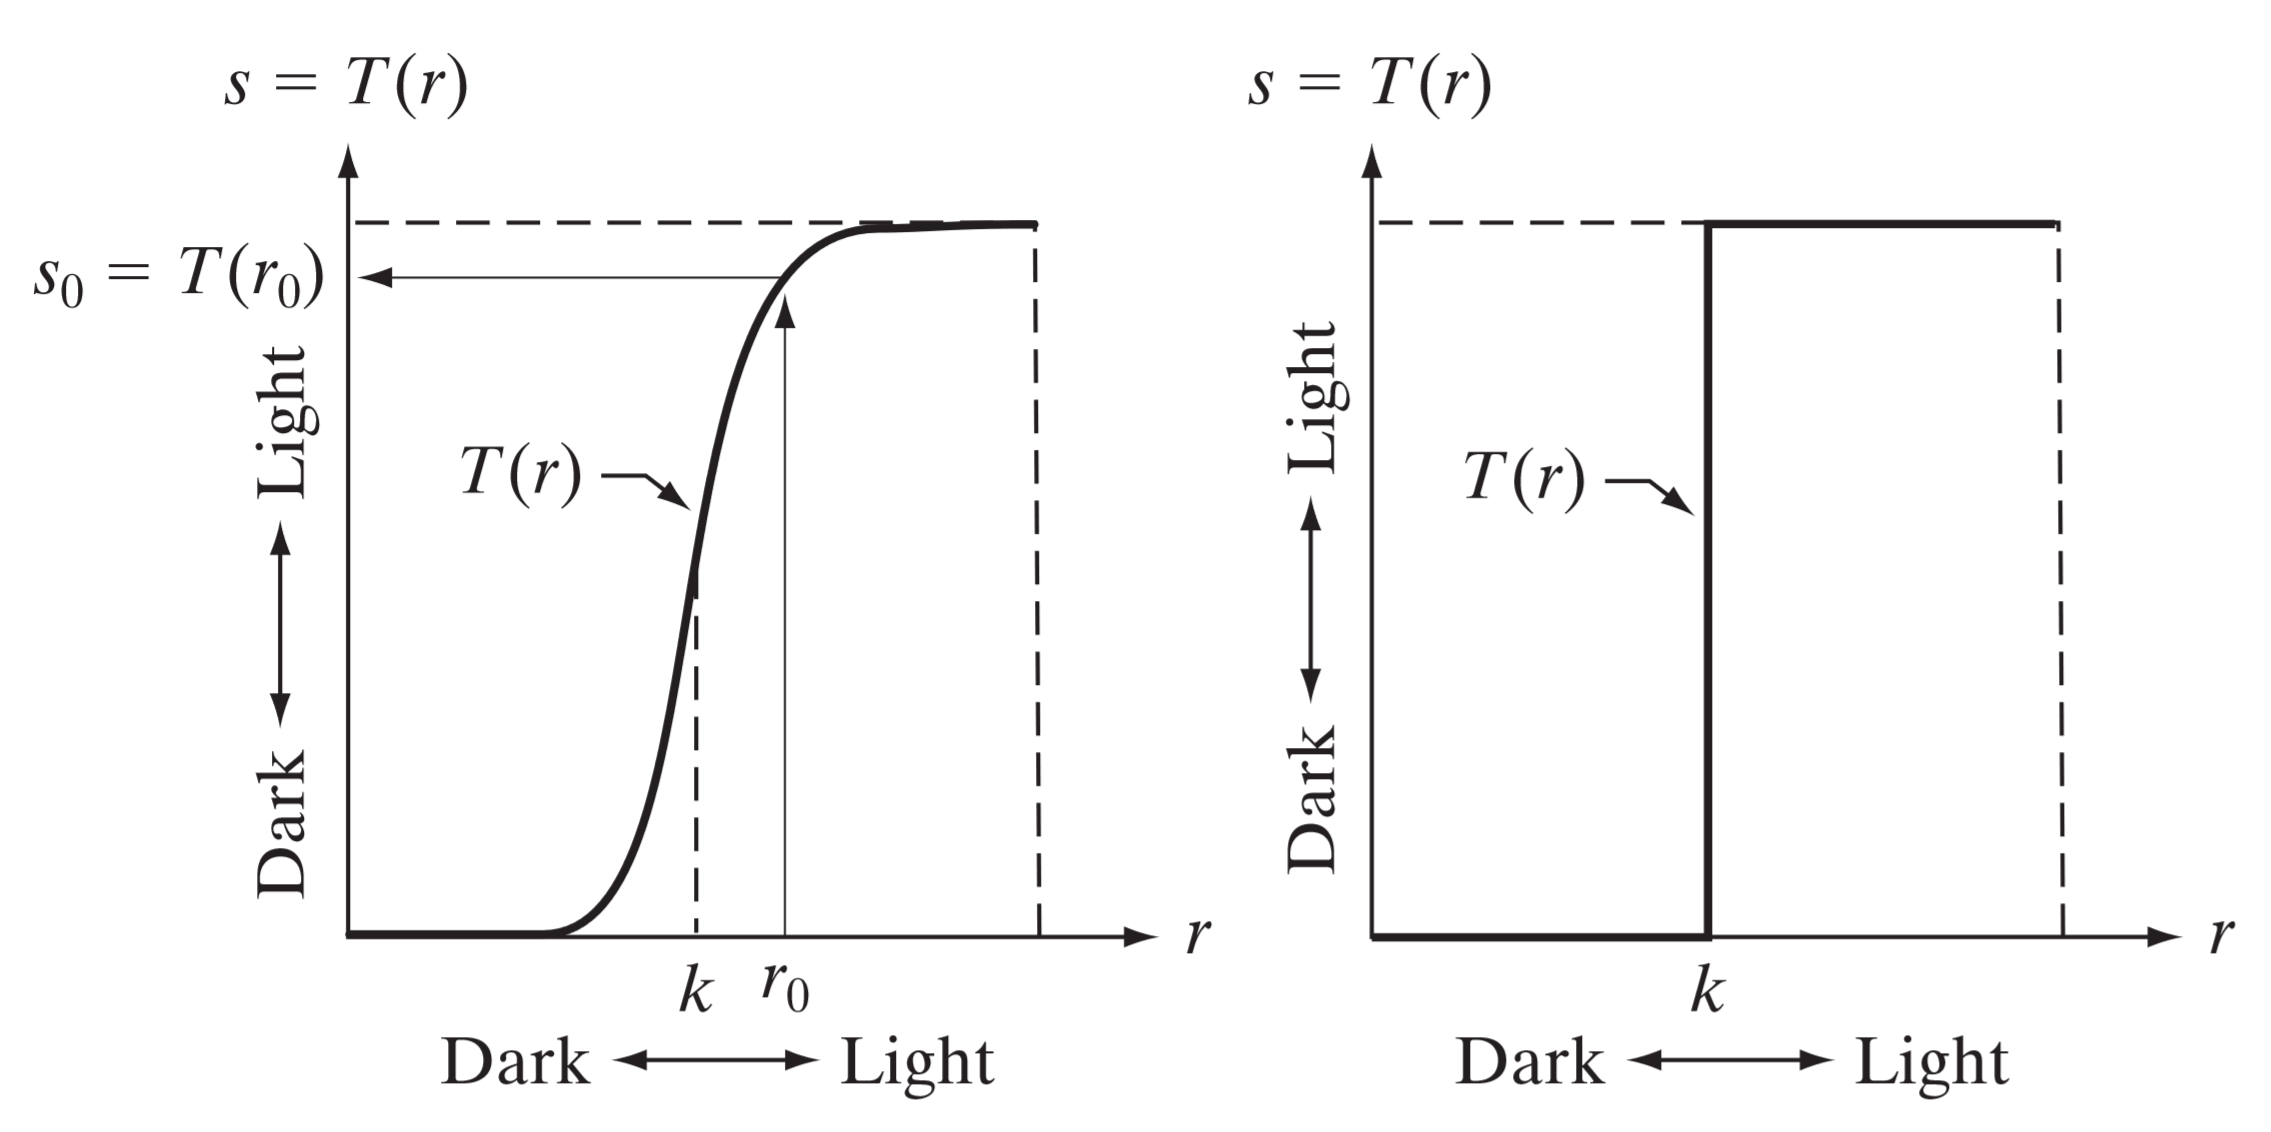 s = T(r)
s₀ = T(r₀)
Light
Dark
T(r)
r
k
r₀
Dark
Light
s = T(r)
Light
Dark
T(r)
r
k
Dark
Light